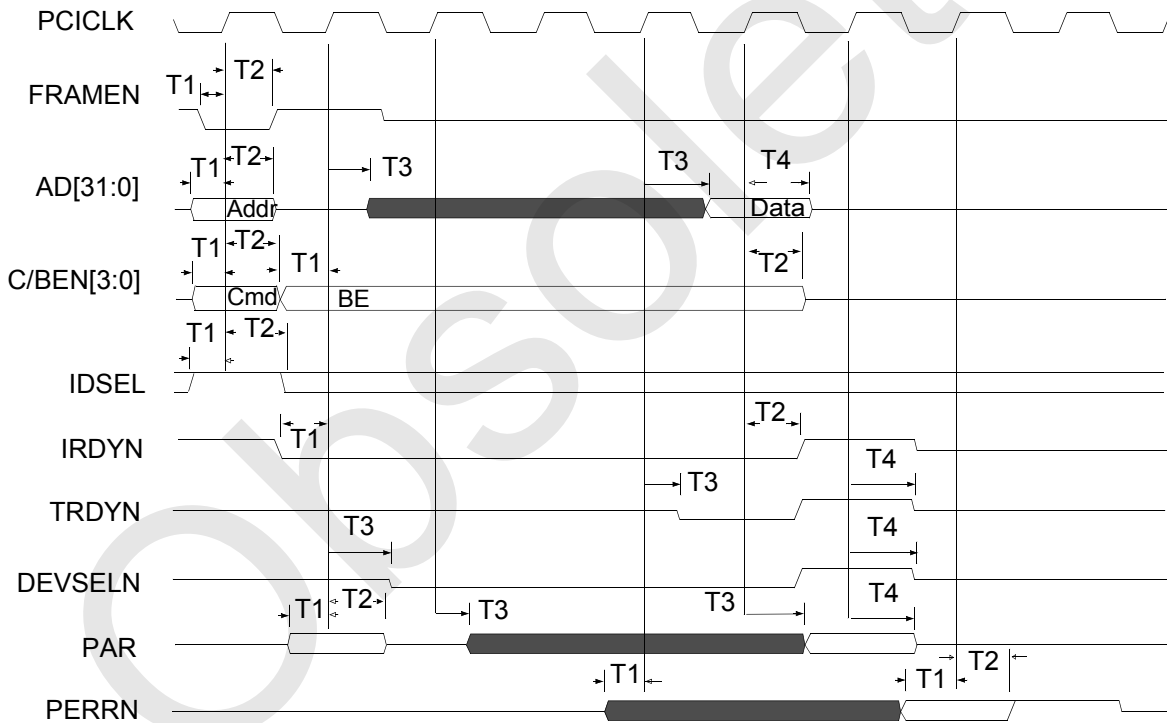 PCICLK
T1 T2
FRAMEN
T1 T2 T3 T3 T4
AD[31:0] Addr Data
T1 T2 T1 T2
C/BEN[3:0] Cmd BE
T1 T2
IDSEL
T1 T2
IRDYN
T4
T3
TRDYN
T3 T4
DEVSELN
T1 T2 T3 T3 T4
PAR
T1 T1 T2
PERRN
Obsolet